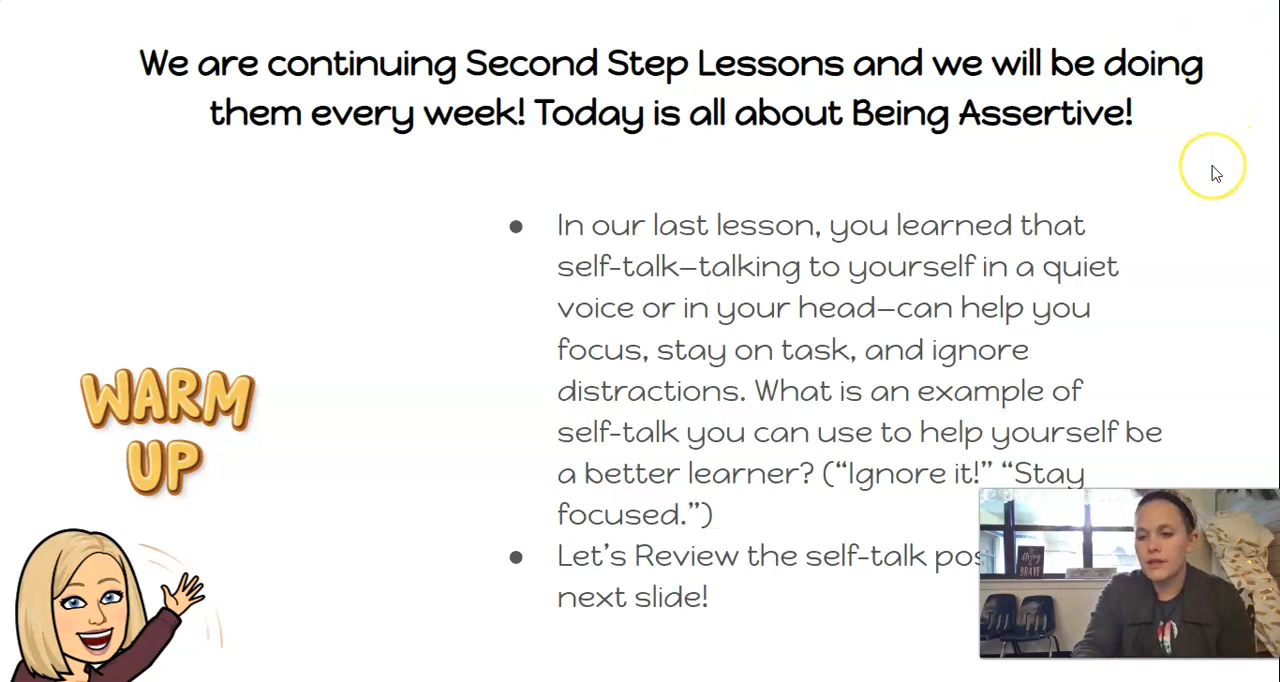 We are continuing Second Step Lessons and we will be doing
them every week! Today is all about Being Assertive!
● In our last lesson, you learned that
self-talk—talking to yourself in a quiet
voice or in your head—can help you
focus, stay on task, and ignore
distractions. What is an example of
self-talk you can use to help yourself be
a better learner? (“Ignore it!” “Stay
focused.”)
● Let’s Review the self-talk
next slide!
WARM
UP
BRAVE